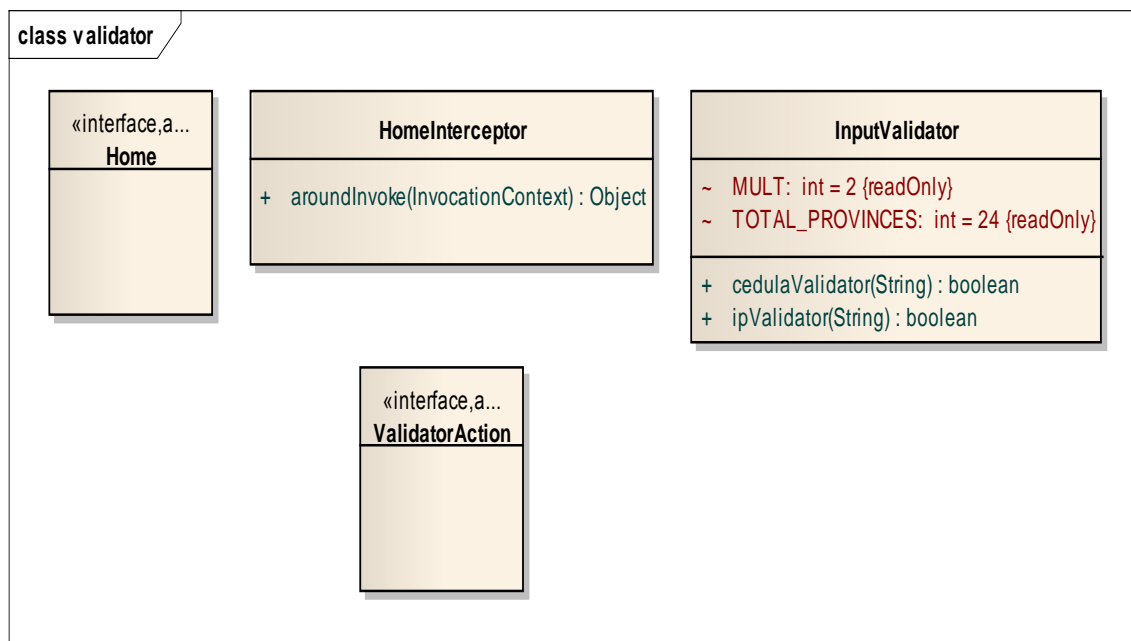 class validator
«interface,a...
Home
HomeInterceptor
+ aroundInvoke(InvocationContext) : Object
InputValidator
~ MULT: int = 2 {readOnly}
~ TOTAL_PROVINCES: int = 24 {readOnly}
+ cedulaValidator(String) : boolean
+ ipValidator(String) : boolean
«interface,a...
ValidatorAction